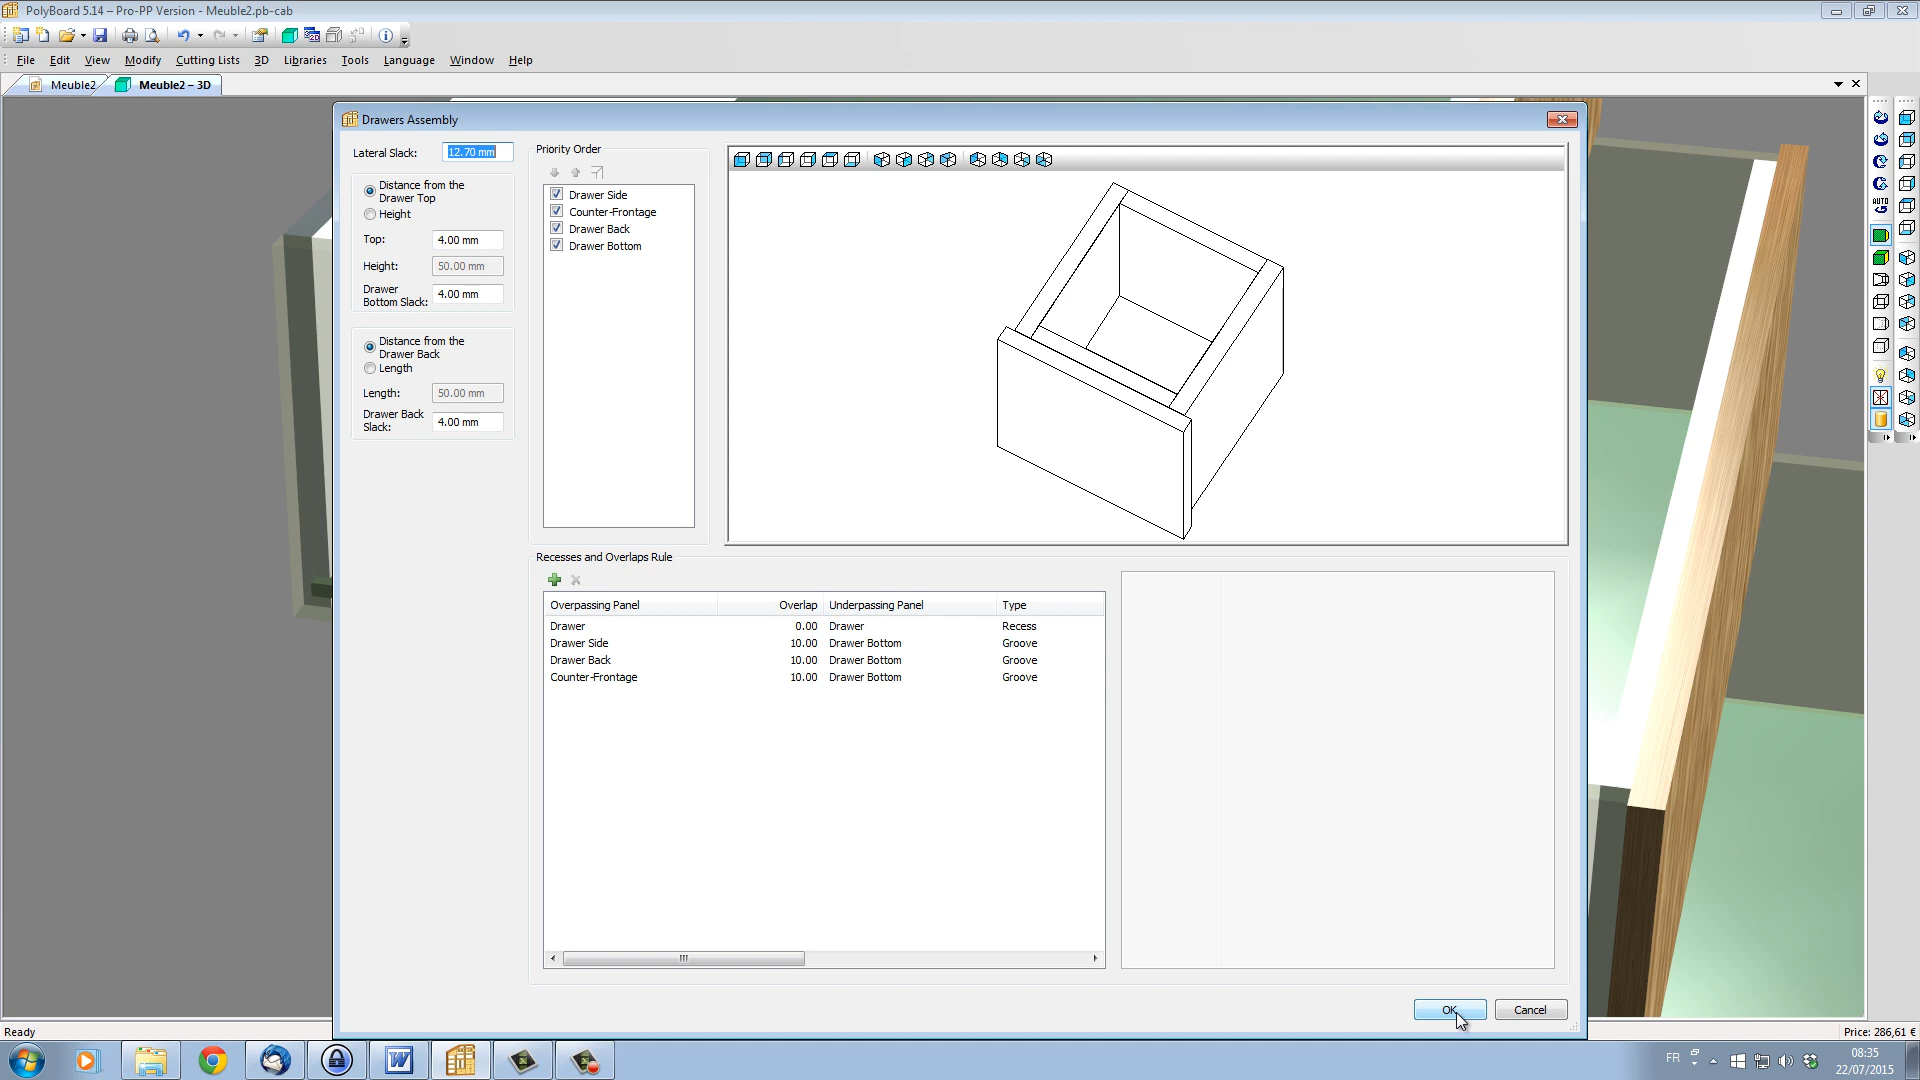 PolyBoard 5.14 – Pro-PP Version - Meuble2.pb-cab
File Edit View Modify Cutting Lists 3D Libraries Tools Language Window Help
Meuble2 Meuble2 – 3D
Drawers Assembly
Lateral Slack: 12.70 mm
Distance from the
Drawer Top
Height
Top: 4.00 mm
Height: 50.00 mm
Drawer
Bottom Slack: 4.00 mm
Distance from the
Drawer Back
Length
Length: 50.00 mm
Drawer Back
Slack: 4.00 mm
Priority Order
Drawer Side
Counter-Frontage
Drawer Back
Drawer Bottom
AUTO
Recesses and Overlaps Rule
Overpassing Panel Overlap Underpassing Panel Type
Drawer 0.00 Drawer Recess
Drawer Side 10.00 Drawer Bottom Groove
Drawer Back 10.00 Drawer Bottom Groove
Counter-Frontage 10.00 Drawer Bottom Groove
OK Cancel
Ready
Price: 286,61 €
FR
08:35
22/07/2015